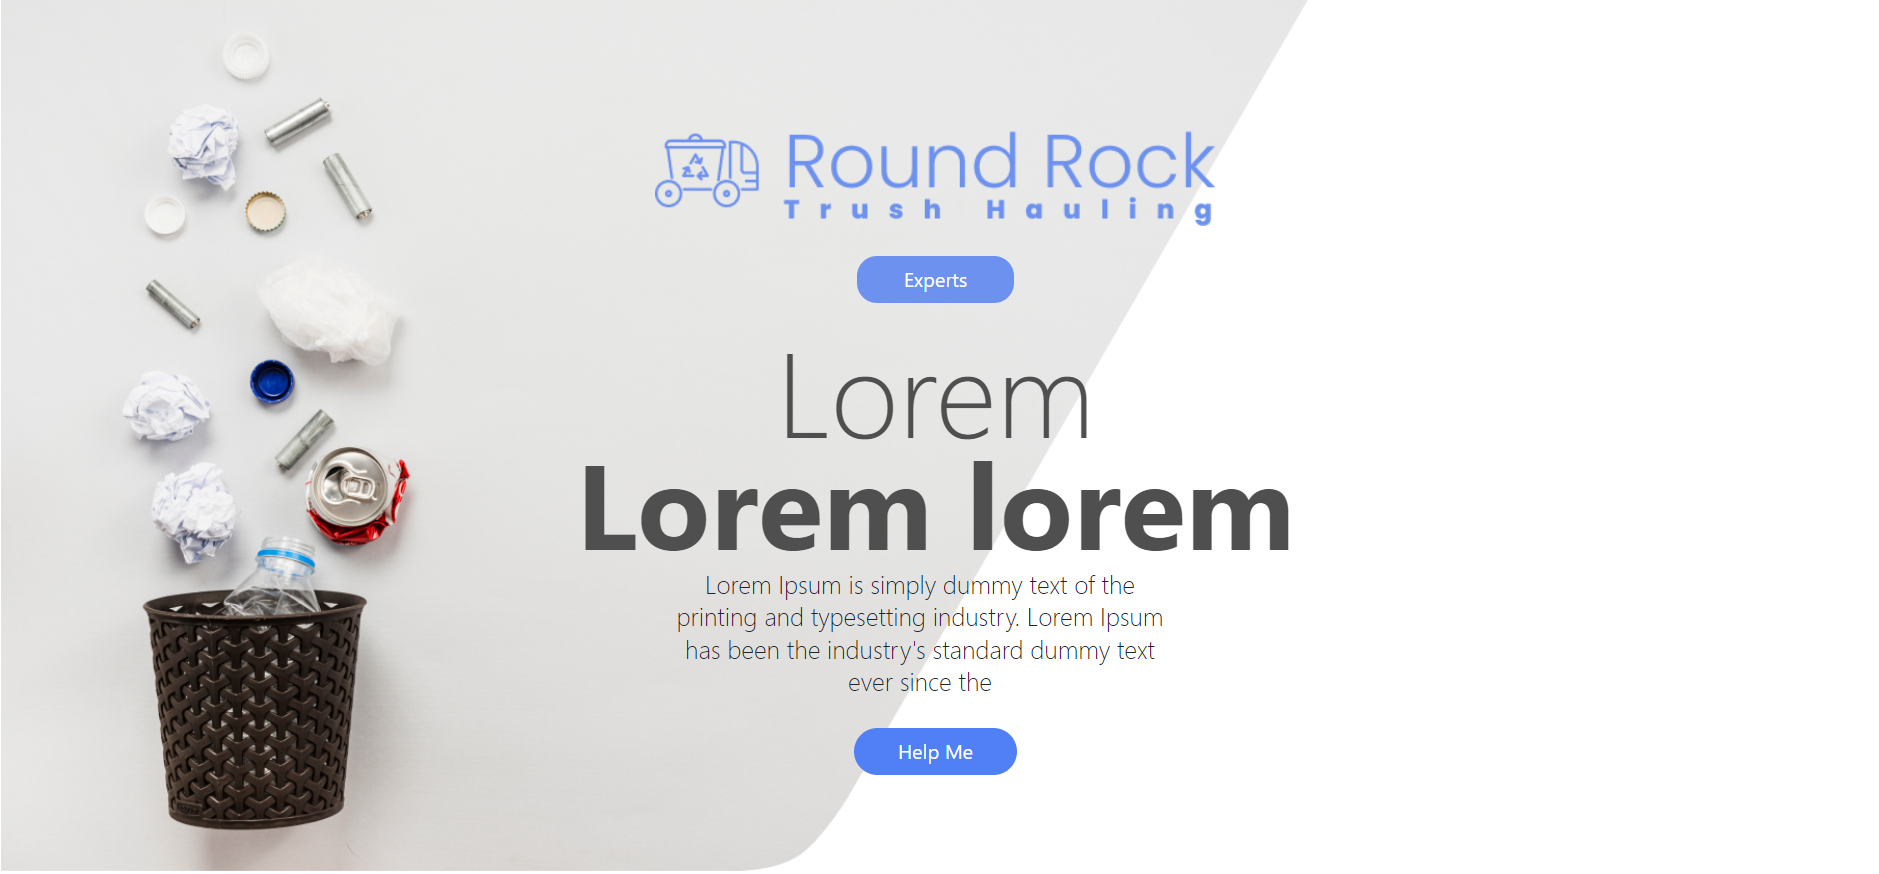 Round Rock
Trush Hauling
Experts
Lorem
Lorem lorem
Lorem Ipsum is simply dummy text of the
printing and typesetting industry. Lorem Ipsum
has been the industry's standard dummy text
ever since the
Help Me